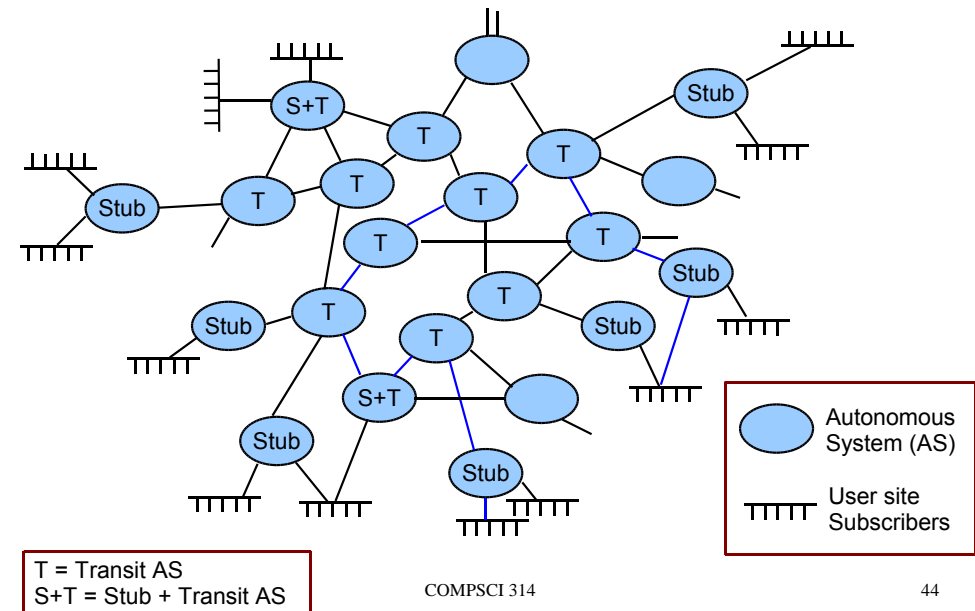 S+T
Stub
T
T
T
T
T
Stub
T
T
Stub
T
Stub
T
Stub
T
S+T
Stub
Stub
Autonomous
System (AS)
User site
Subscribers
T = Transit AS
S+T = Stub + Transit AS
COMPSCI 314
44